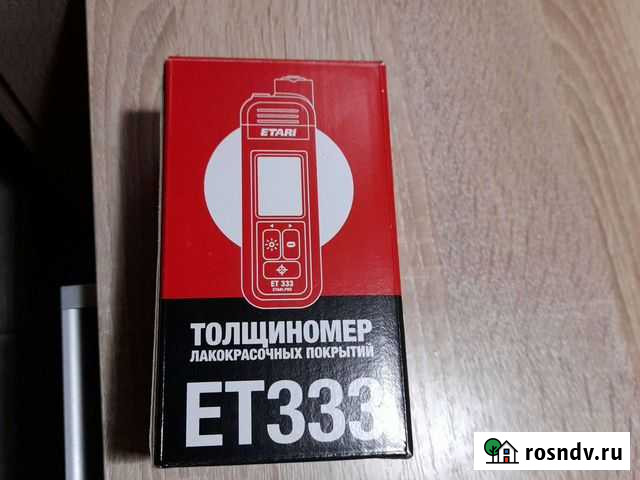 ETARI
ET 333
ETARI.PRO
ТОЛЩИНОМЕР
ЛАКОКРАСОЧНЫХ ПОКРЫТИЙ
ET333
rosndv.ru